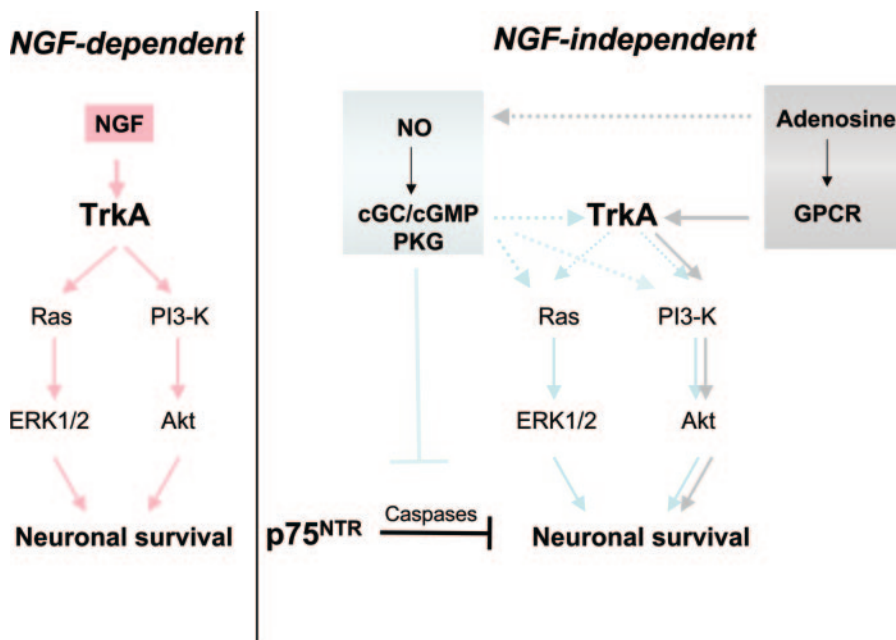 NGF-dependent
NGF
TrkA
Ras PI3-K
ERK1/2 Akt
Neuronal survival
NGF-independent
NO
cGC/cGMP
PKG
TrkA
Adenosine
GPCR
Ras PI3-K
ERK1/2 Akt
p75NTR
Caspases
Neuronal survival